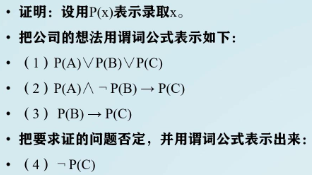 • 证明：设用P(x)表示录取x。
• 把公司的想法用谓词公式表示如下：
• （1）P(A)∨P(B)∨P(C)
• （2）P(A)∧￢P(B) → P(C)
• （3） P(B) → P(C)
• 把要求证的问题否定，并用谓词公式表示出来：
• （4）￢P(C)